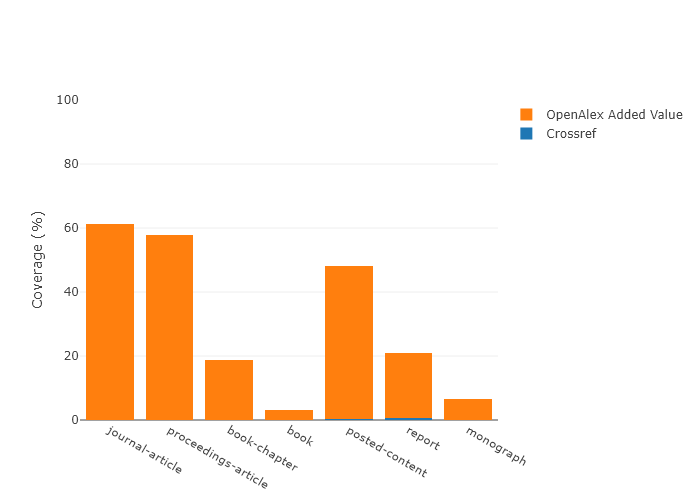 100
80
60
40
20
0
Coverage (%)
journal-article
proceedings-article
book-chapter
book
posted-content
report
monograph
OpenAlex Added Value
Crossref